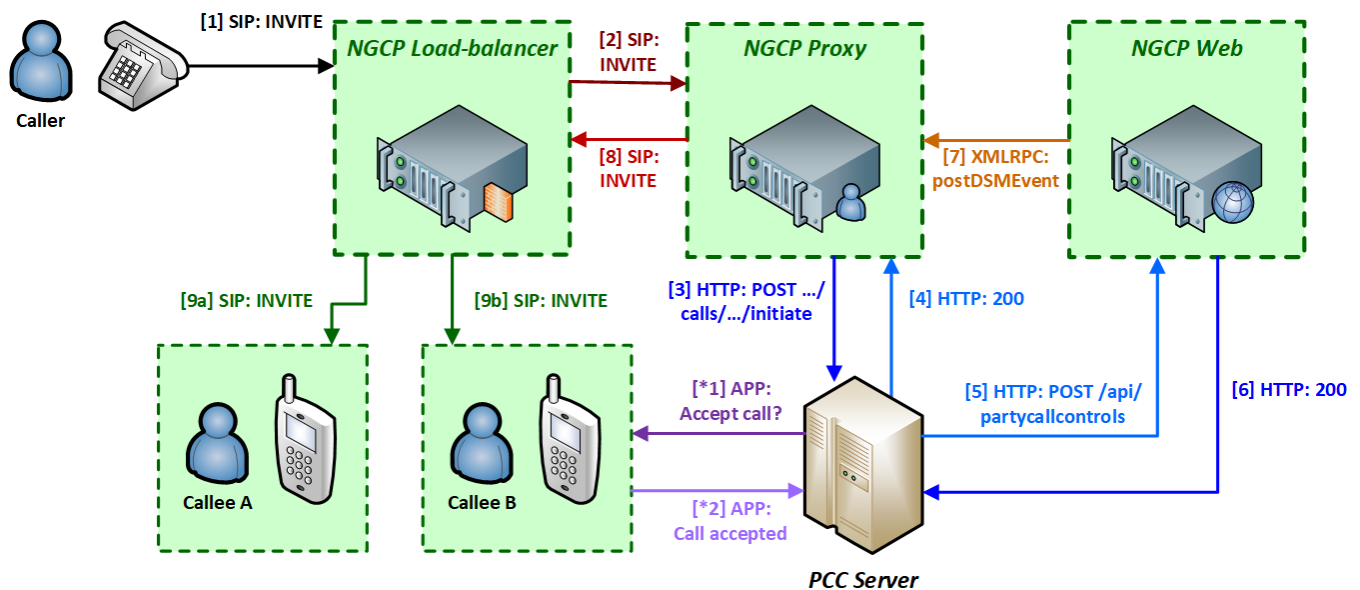 [1] SIP: INVITE
Caller
NGCP Load-balancer
[2] SIP:
INVITE
NGCP Proxy
NGCP Web
[8] SIP:
INVITE
[7] XMLRPC:
postDSMEvent
[9a] SIP: INVITE
[9b] SIP: INVITE
[3] HTTP: POST .../
calls/.../initiate
[4] HTTP: 200
[*1] APP:
Accept call?
[5] HTTP: POST /api/
partycallcontrols
[6] HTTP: 200
Callee A
Callee B
[*2] APP:
Call accepted
PCC Server